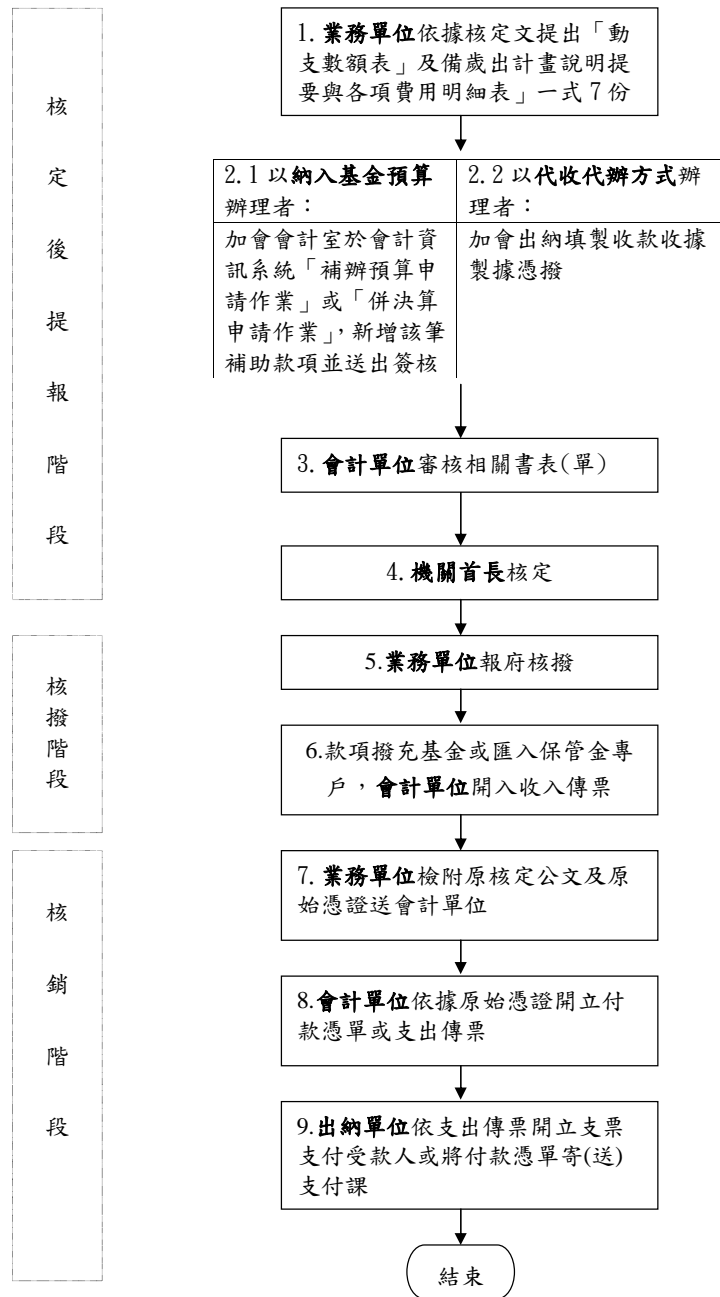 核
定
後
提
報
階
段
1. 業務單位依據核定文提出「動
支數額表」及備歲出計畫說明提
要與各項費用明細表」一式 7 份
2.1 以納入基金預算
辦理者：
2.2 以代收代辦方式辦
理者：
加會會計室於會計資
訊系統「補辦預算申
請作業」或「併決算
申請作業」，新增該筆
補助款項並送出簽核
加會出納填製收款收據
製據憑撥
3. 會計單位審核相關書表(單)
4. 機關首長核定
核
撥
階
段
5.業務單位報府核撥
6.款項撥充基金或匯入保管金專
戶，會計單位開入收入傳票
核
銷
階
段
7. 業務單位檢附原核定公文及原
始憑證送會計單位
8.會計單位依據原始憑證開立付
款憑單或支出傳票
9.出納單位依支出傳票開立支票
支付受款人或將付款憑單寄(送)
支付課
結束